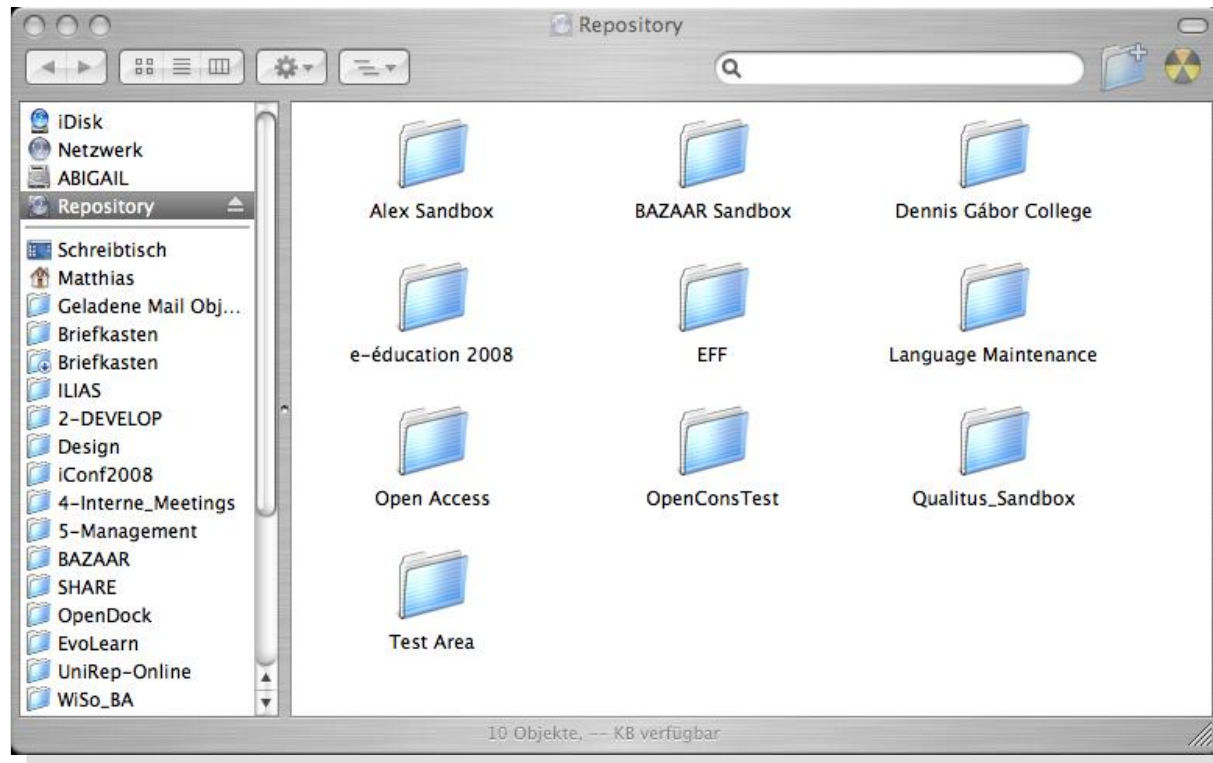 Repository
iDisk
Netzwerk
ABIGAIL
Repository
Schreibtisch
Matthias
Geladene Mail Obj...
Briefkasten
Briefkasten
ILIAS
2-DEVELOP
Design
iConf2008
4-Interne_Meetings
5-Management
BAZAAR
SHARE
OpenDock
EvoLearn
UniRep-Online
WiSo_BA
Alex Sandbox
BAZAAR Sandbox
Dennis Gábor College
e-éducation 2008
EFF
Language Maintenance
Open Access
OpenConsTest
Qualitus_Sandbox
Test Area
10 Objekte, -- KB verfügbar